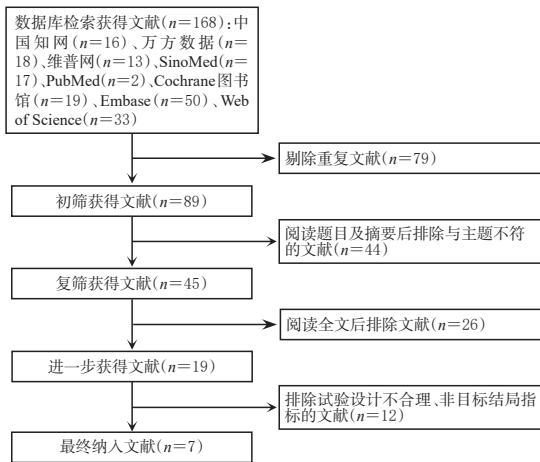 数据库检索获得文献(n=168):中
国知网(n=16)、万方数据(n=
18)、维普网(n=13)、SinoMed(n=
17)、PubMed(n=2)、Cochrane图书
馆(n=19)、Embase(n=50)、Web
of Science(n=33)
剔除重复文献(n=79)
初筛获得文献(n=89)
阅读题目及摘要后排除与主题不符
的文献(n=44)
复筛获得文献(n=45)
阅读全文后排除文献(n=26)
进一步获得文献(n=19)
排除试验设计不合理、非目标结局指
标的文献(n=12)
最终纳入文献(n=7)